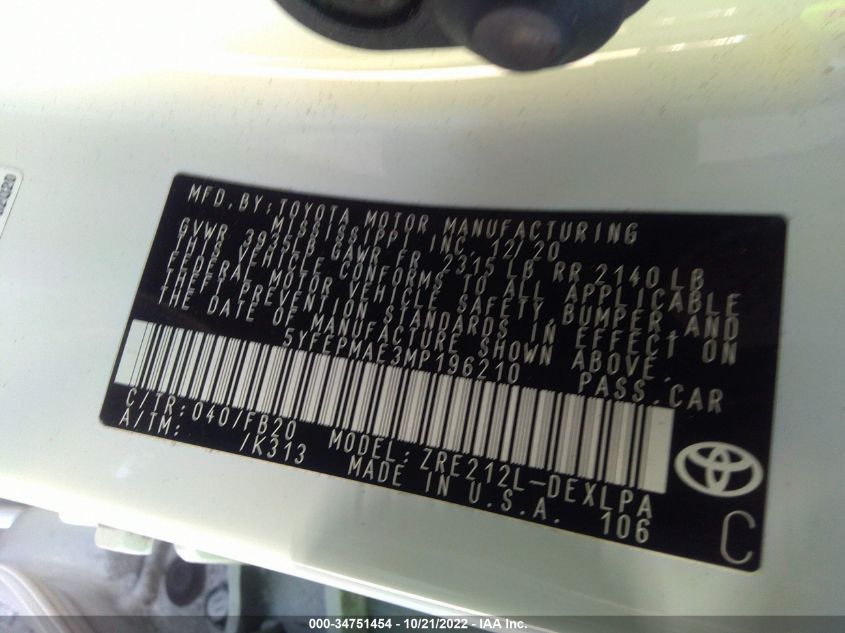 MFD. BY: TOYOTA MOTOR MANUFACTURING
MISSISSIPPI INC. 12/20
GVWR 3935LB GAWR FR 2315 LB RR 2140 LB
THIS VEHICLE CONFORMS TO ALL APPLICABLE
FEDERAL MOTOR VEHICLE SAFETY BUMPER AND
THEFT PREVENTION STANDARDS IN EFFECT ON
THE DATE OF MANUFACTURE SHOWN ABOVE.
5YFEPMAE3MP196210 PASS.CAR
C/TR:040/FB20 MODEL:ZRE212L-DEXLPA
A/TM: /K313 MADE IN U.S.A. 106
C
000-34751454 - 10/21/2022 - IAA Inc.